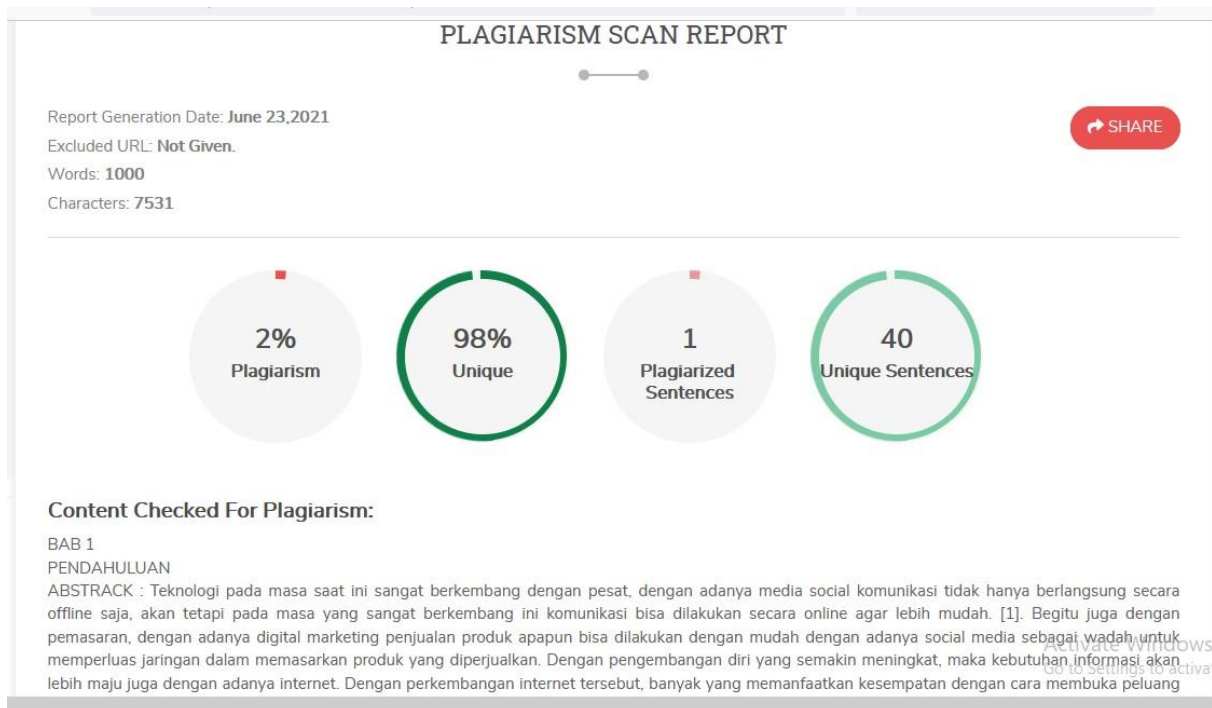 PLAGIARISM SCAN REPORT
Report Generation Date: June 23,2021
SHARE
Excluded URL: Not Given.
Words: 1000
Characters: 7531
2%
Plagiarism
98%
Unique
1
Plagiarized
Sentences
40
Unique Sentences
Content Checked For Plagiarism:
BAB 1
PENDAHULUAN
ABSTRACK : Teknologi pada masa saat ini sangat berkembang dengan pesat, dengan adanya media social komunikasi tidak hanya berlangsung secara
offline saja, akan tetapi pada masa yang sangat berkembang ini komunikasi bisa dilakukan secara online agar lebih mudah. [1]. Begitu juga dengan
pemasaran, dengan adanya digital marketing penjualan produk apapun bisa dilakukan dengan mudah dengan adanya social media sebagai wadah untuk
memperluas jaringan dalam memasarkan produk yang diperjualkan. Dengan pengembangan diri yang semakin meningkat, maka kebutuhan informasi akan
lebih maju juga dengan adanya internet. Dengan perkembangan internet tersebut, banyak yang memanfaatkan kesempatan dengan cara membuka peluang
Activate Windows
Go to Settings to activa